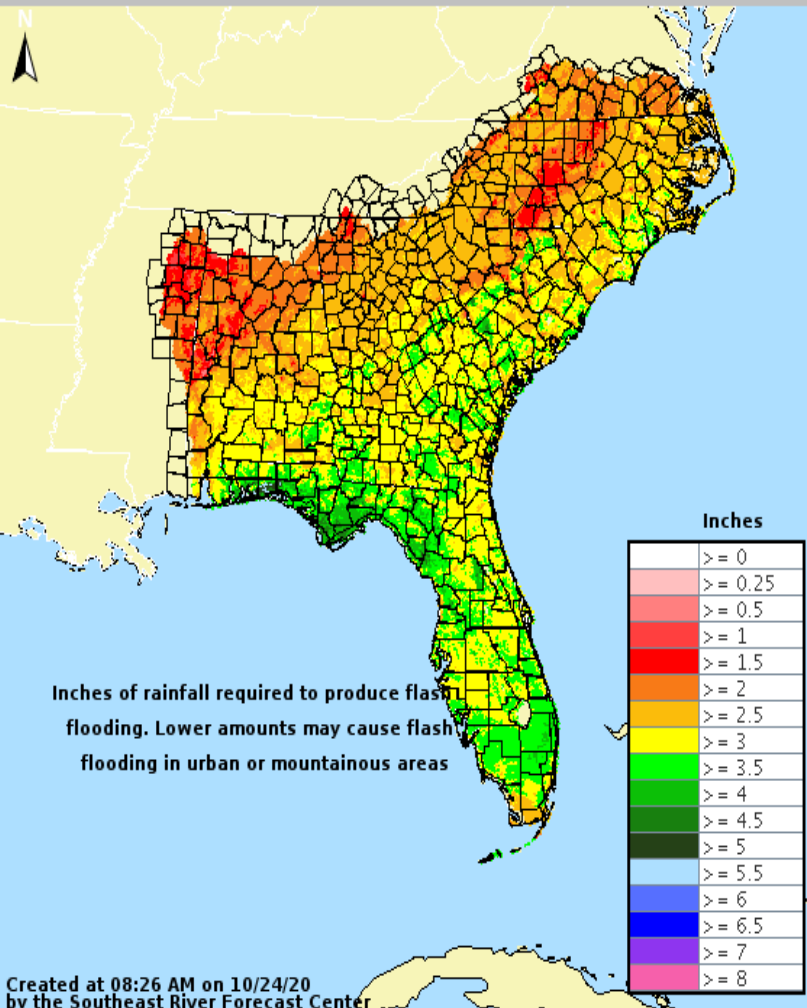 N
Inches
>= 0
>= 0.25
>= 0.5
>= 1
>= 1.5
>= 2
>= 2.5
>= 3
>= 3.5
>= 4
>= 4.5
>= 5
>= 5.5
>= 6
>= 6.5
>= 7
>= 8
Inches of rainfall required to produce flash
flooding. Lower amounts may cause flash
flooding in urban or mountainous areas
Created at 08:26 AM on 10/24/20
by the Southeast River Forecast Center